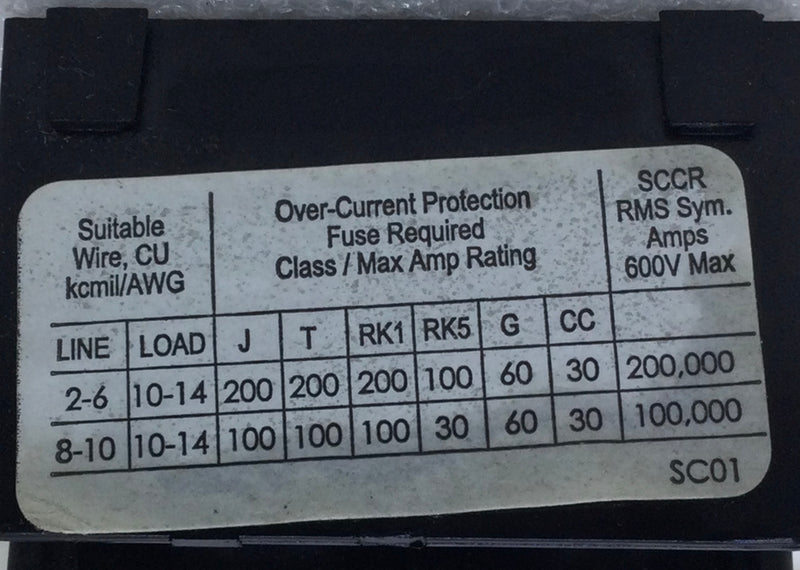 Suitable
Wire, CU
kcmil/AWG
Over-Current Protection
Fuse Required
Class / Max Amp Rating
SCCR
RMS Sym.
Amps
600V Max
LINE LOAD J T RK1 RK5 G CC
2-6 10-14 200 200 200 100 60 30 200,000
8-10 10-14 100 100 100 30 60 30 100,000
SC01